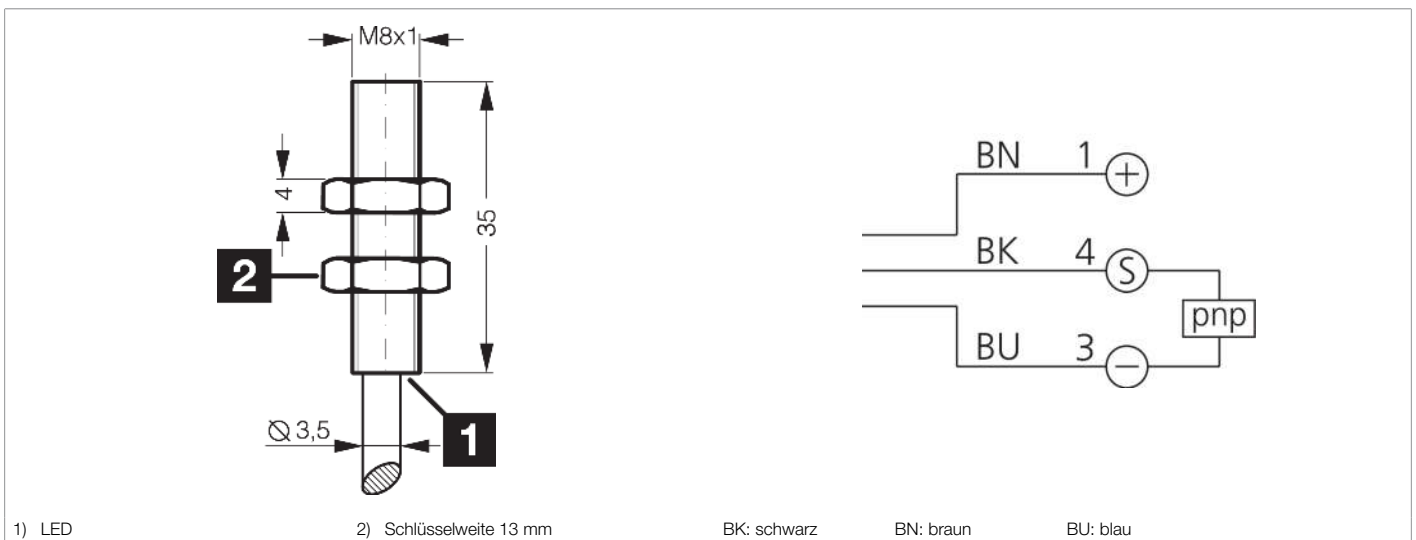 M8x1
4
35
2
1
Ø 3,5
BN 1 +
BK 4 S
pnp
BU 3 −
1) LED 2) Schlüsselweite 13 mm BK: schwarz BN: braun BU: blau